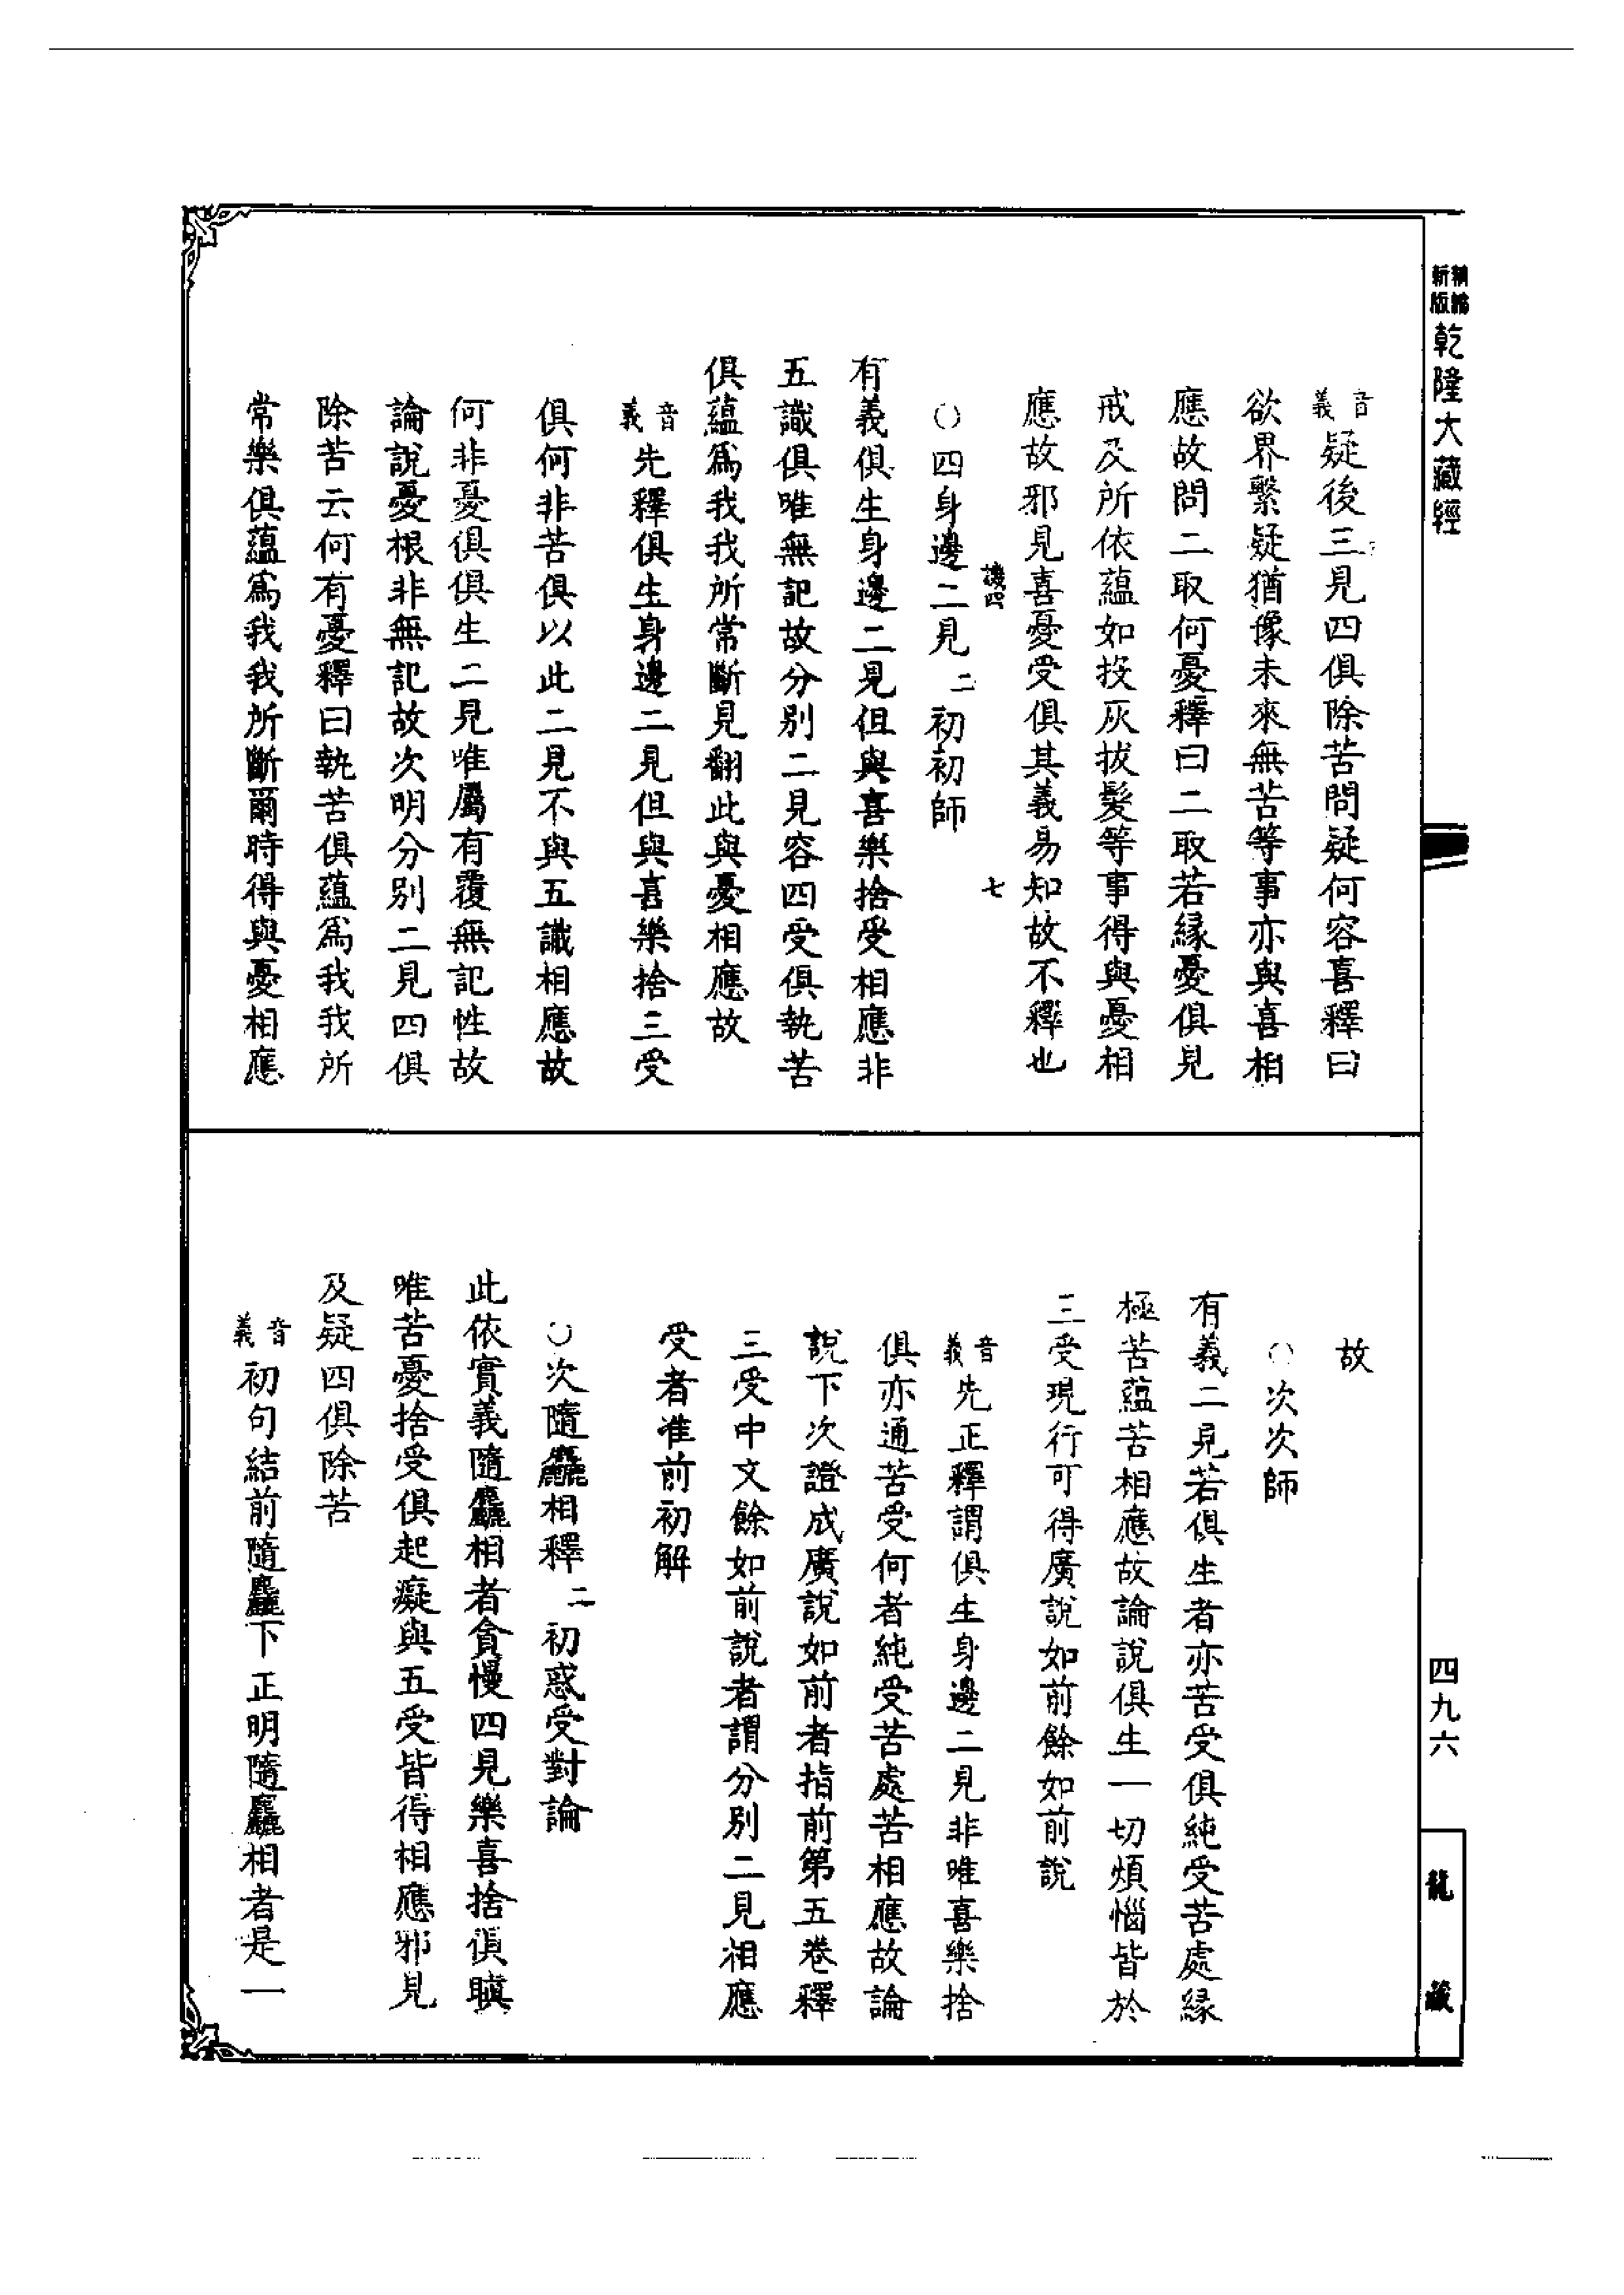 精編新版
乾隆大藏經
音義疑後三見四俱除苦問疑何容喜釋曰
欲界繫疑猶豫未來無苦等事亦與喜相
應故問二取何憂釋曰二取若緣憂俱見
戒及所依蘊如投灰拔髮等事得與憂相
應故邪見喜憂受俱其義易知故不釋也
譏四 七
〇四身邊二見二初初師
有義俱生身邊二見但與喜樂捨受相應非
五識俱唯無記故分別二見容四受俱執苦
俱蘊爲我我所常斷見翻此與憂相應故
音義先釋俱生身邊二見但與喜樂捨三受
俱何非苦俱以此二見不與五識相應故
何非憂俱俱生二見唯屬有覆無記性故
論說憂根非無記故次明分別二見四俱
除苦云何有憂釋曰執苦俱蘊爲我我所
常樂俱蘊爲我我所斷爾時得與憂相應
故
〇次次師
有義二見若俱生者亦苦受俱純受苦處緣
極苦蘊苦相應故論說俱生一切煩惱皆於
三受現行可得廣說如前餘如前說
音義先正釋謂俱生身邊二見非唯喜樂捨
俱亦通苦受何者純受苦處苦相應故論
說下次證成廣說如前者指前第五卷釋
三受中文餘如前說者謂分別二見相應
受者准前初解
〇次隨麤相釋二初惑受對論
此依實義隨麤相者貪慢四見樂喜捨俱瞋
唯苦憂捨受俱起癡與五受皆得相應邪見
及疑四俱除苦
音義初句結前隨麤下正明隨麤相者是一
四九六
龍藏